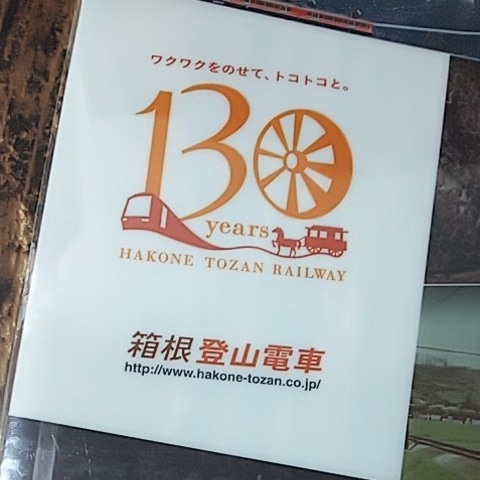 ワクワクをのせて、トコトコと。
130
years
HAKONE TOZAN RAILWAY
箱根登山電車
http://www.hakone-tozan.co.jp/